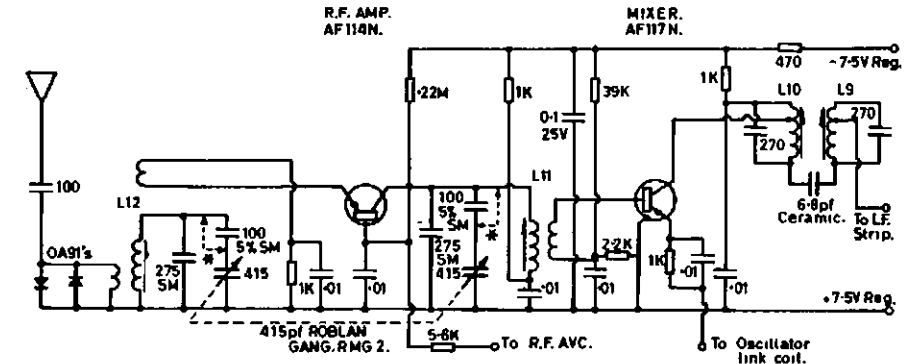 R.F. AMP.
AF114N.
MIXER.
AF117N.
470
-7·5V Reg.
·22M
1K
0·1
25V
39K
1K
L10
L9
270
270
6·8pf
Ceramic.
To I.F.
Strip.
100
L12
OA91's
275
SM
100
5% SM
*
415
1K
·01
·01
100
5%
SM
*
275
SM
415
L11
·01
·01
2·2K
1K
·01
·01
+7·5V Reg.
415pf ROBLAN
GANG. RMG 2.
5·6K
To R.F. AVC.
To Oscillator
link coil.